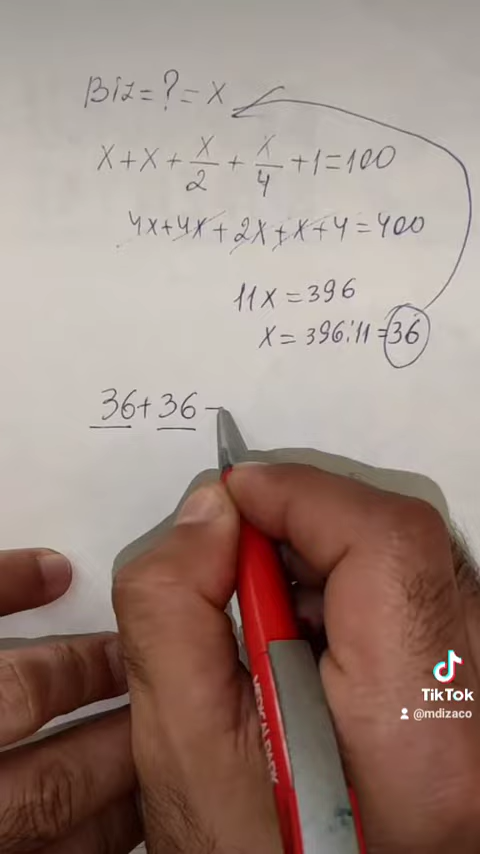 Biz=?=x
x+x+x/2+x/4+1=100
4x+4x+2x+x+4=400
11x=396
x=396:11=36
36+36-
MEDICALPARK
TikTok
@mdizaco